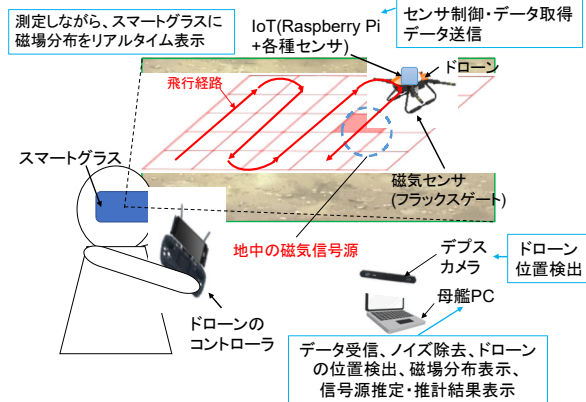 測定しながら、スマートグラスに
磁場分布をリアルタイム表示
IoT(Raspberry Pi
+各種センサ)
センサ制御・データ取得
データ送信
ドローン
飛行経路
スマートグラス
磁気センサ
(フラックスゲート)
地中の磁気信号源
デプス
カメラ
ドローン
位置検出
母艦PC
ドローンの
コントローラ
データ受信、ノイズ除去、ドローン
の位置検出、磁場分布表示、
信号源推定・推計結果表示